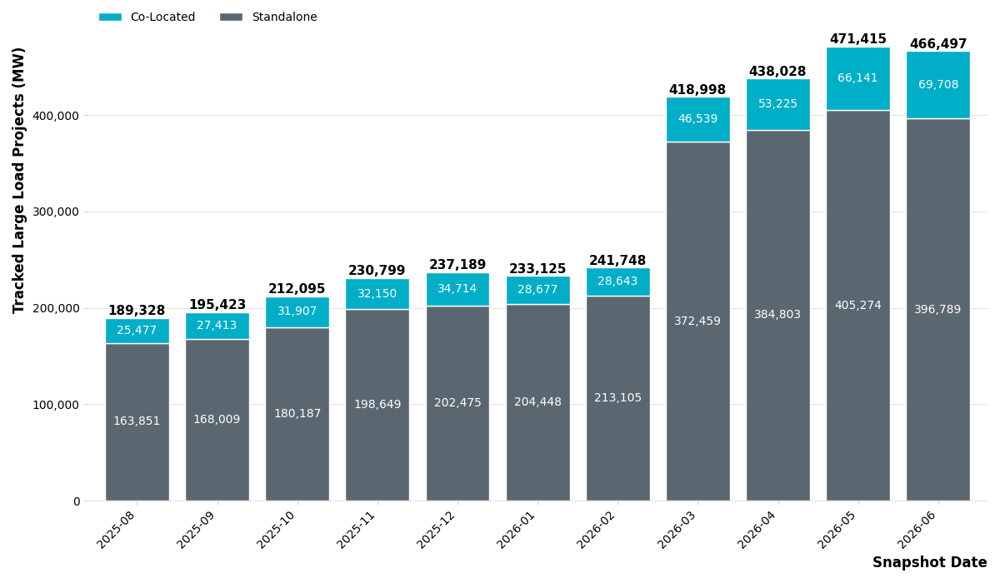 Co-Located Standalone
Tracked Large Load Projects (MW)
400,000
300,000
200,000
100,000
0
189,328 195,423 212,095 230,799 237,189 233,125 241,748 418,998 438,028 471,415 466,497
25,477 27,413 31,907 32,150 34,714 28,677 28,643 46,539 53,225 66,141 69,708
163,851 168,009 180,187 198,649 202,475 204,448 213,105 372,459 384,803 405,274 396,789
2025-08 2025-09 2025-10 2025-11 2025-12 2026-01 2026-02 2026-03 2026-04 2026-05 2026-06
Snapshot Date